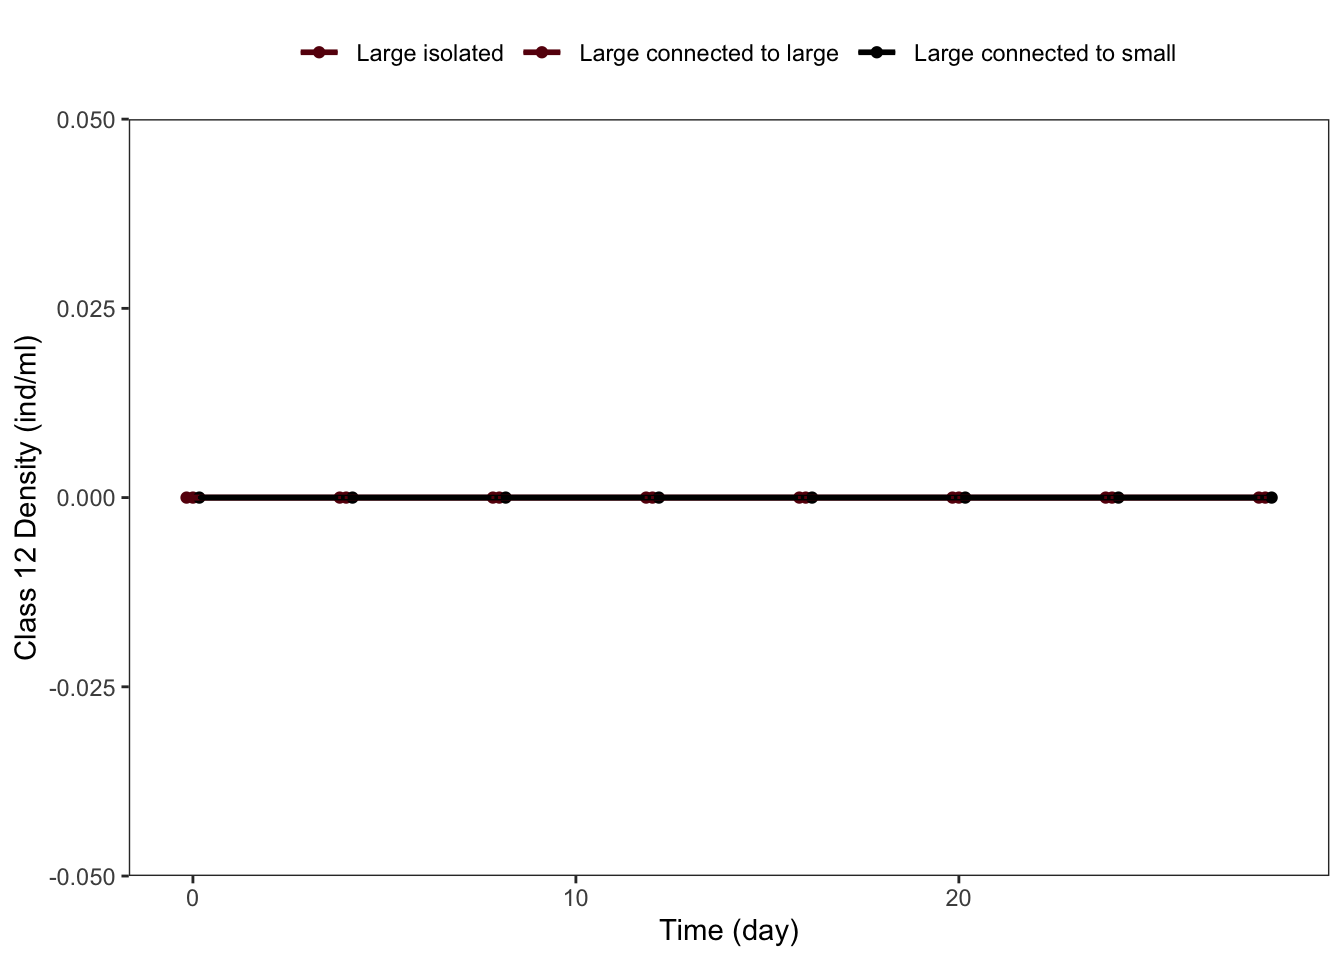 Large isolated Large connected to large Large connected to small
0.050
0.025
0.000
-0.025
-0.050
Class 12 Density (ind/ml)
0 10 20
Time (day)